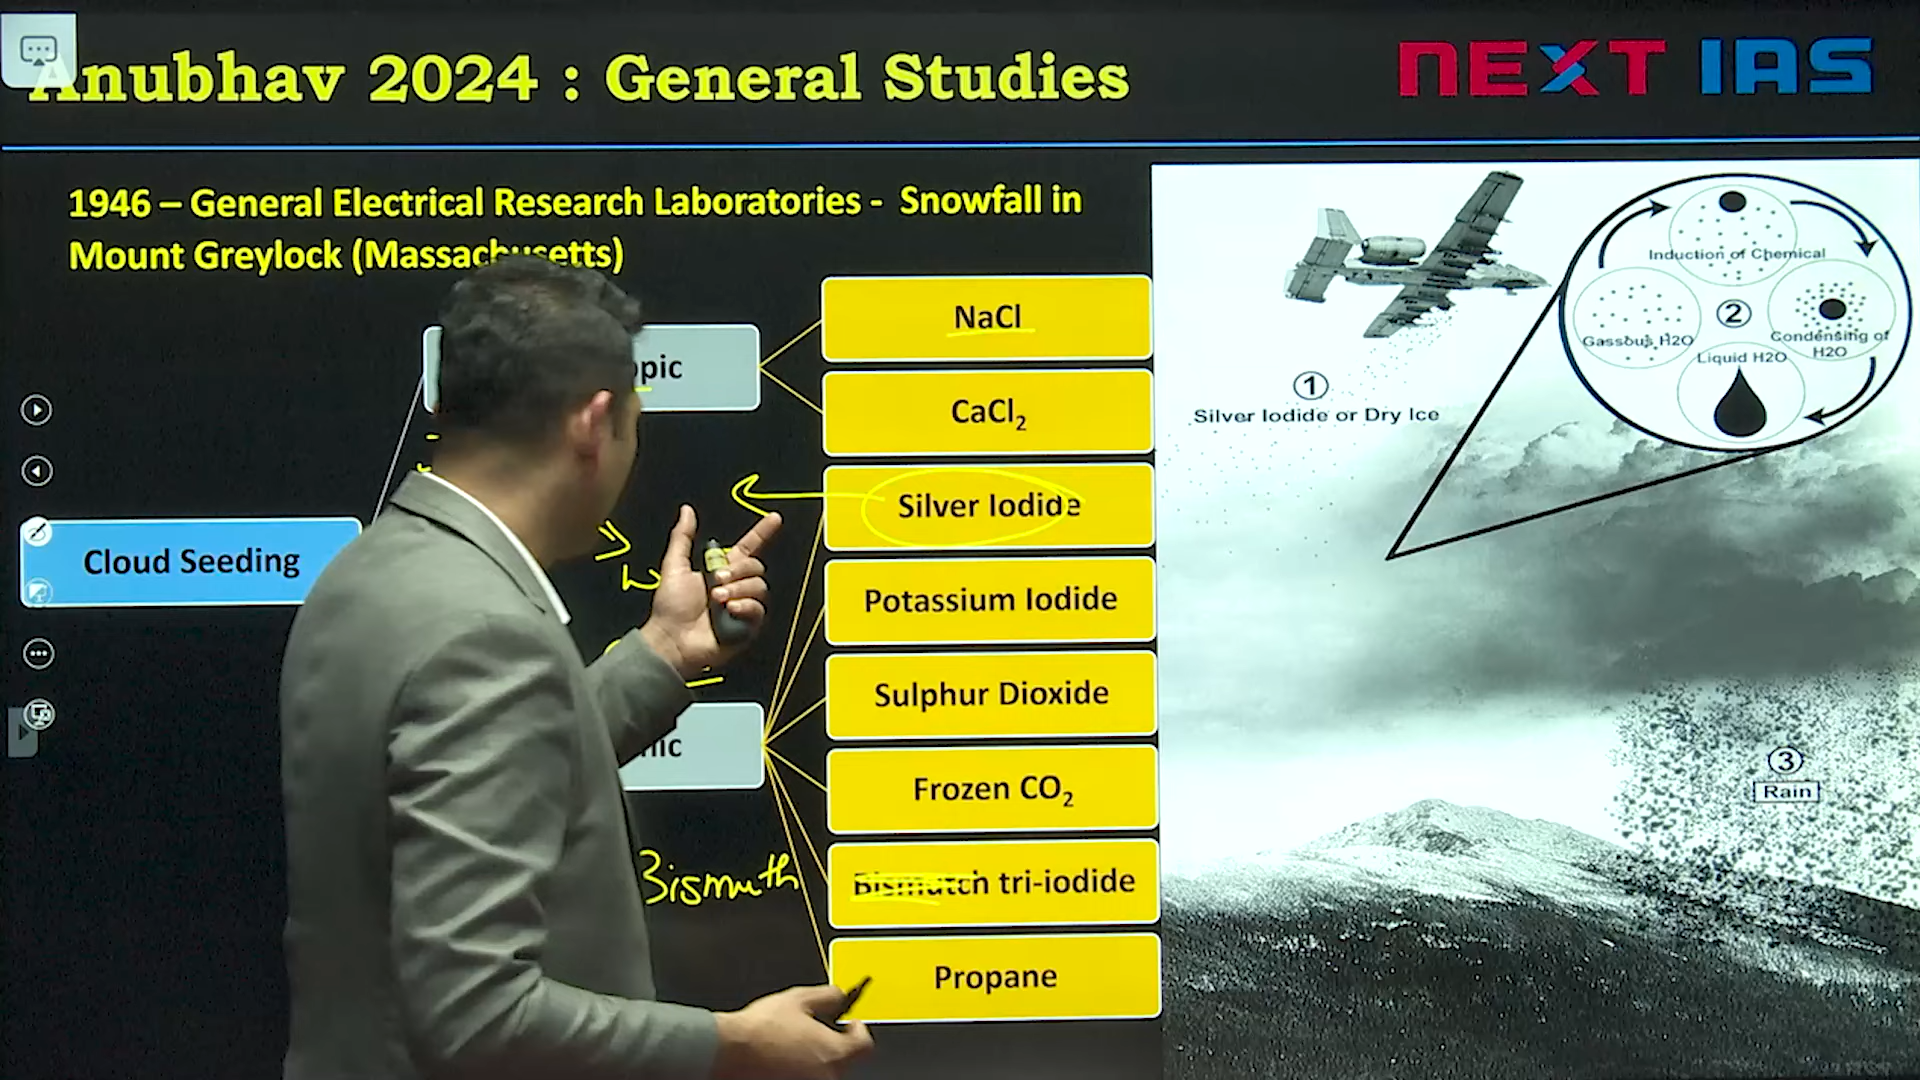 Anubhav 2024 : General Studies
NEXT IAS
1946 – General Electrical Research Laboratories - Snowfall in
Mount Greylock (Massachusetts)
Cloud Seeding
NaCl
CaCl2
Silver Iodide
Potassium Iodide
Sulphur Dioxide
Frozen CO2
Bismutch tri-iodide
Propane
Bismuth
1
Silver Iodide or Dry Ice
Induction of Chemical
Gassous H2O
2
Condensing of
H2O
Liquid H2O
3
Rain